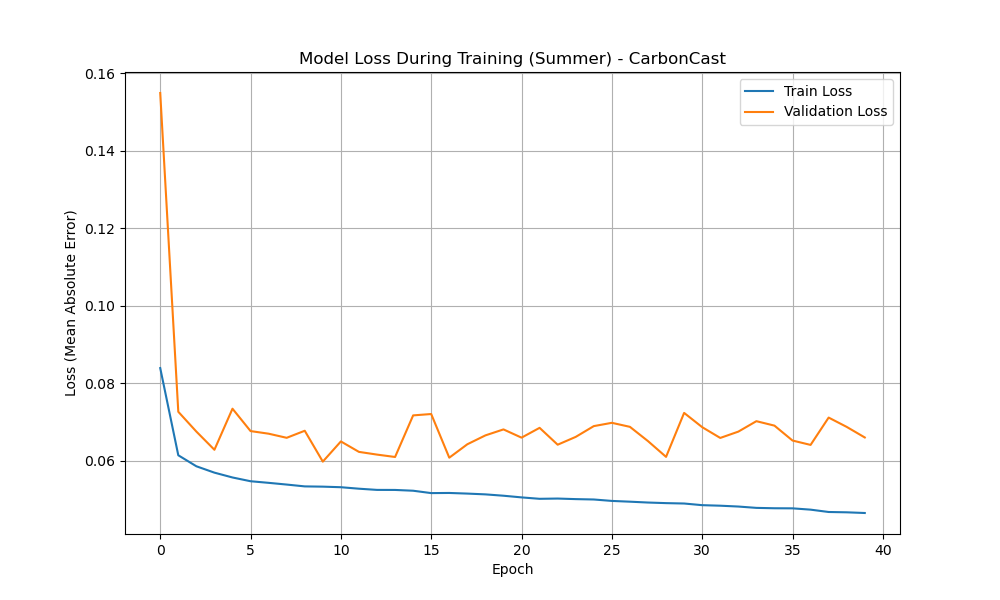 Model Loss During Training (Summer) - CarbonCast
Train Loss
Validation Loss
Loss (Mean Absolute Error)
0.16
0.14
0.12
0.10
0.08
0.06
0 5 10 15 20 25 30 35 40
Epoch